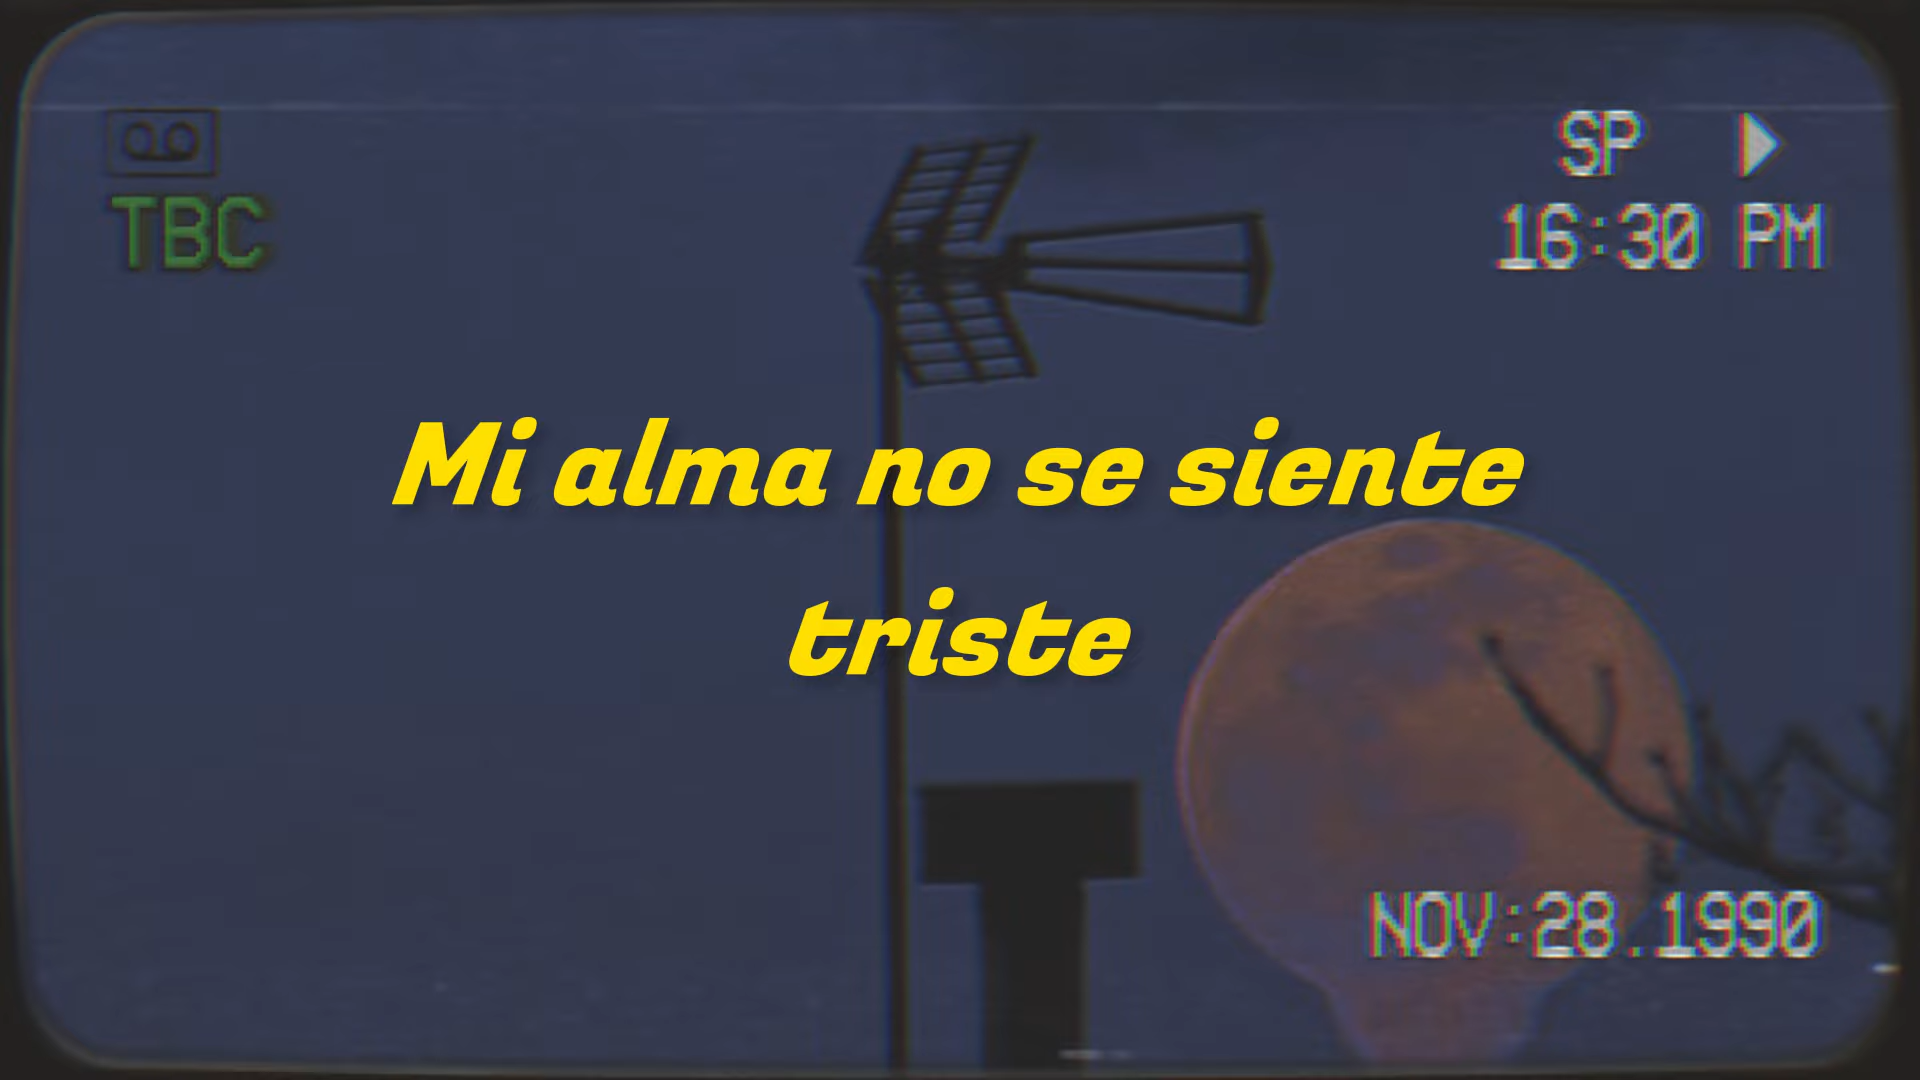 TBC
SP
16:30 PM
Mi alma no se siente
triste
NOV:28.1990